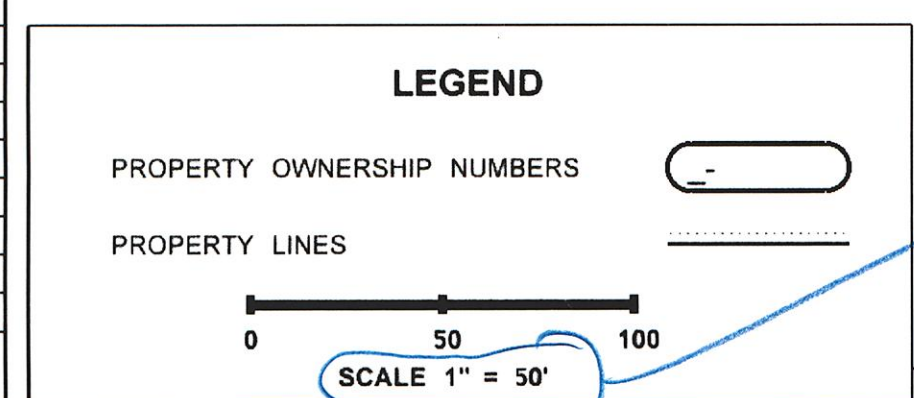 LEGEND
PROPERTY OWNERSHIP NUMBERS
_-
PROPERTY LINES
0 50 100
SCALE 1" = 50'